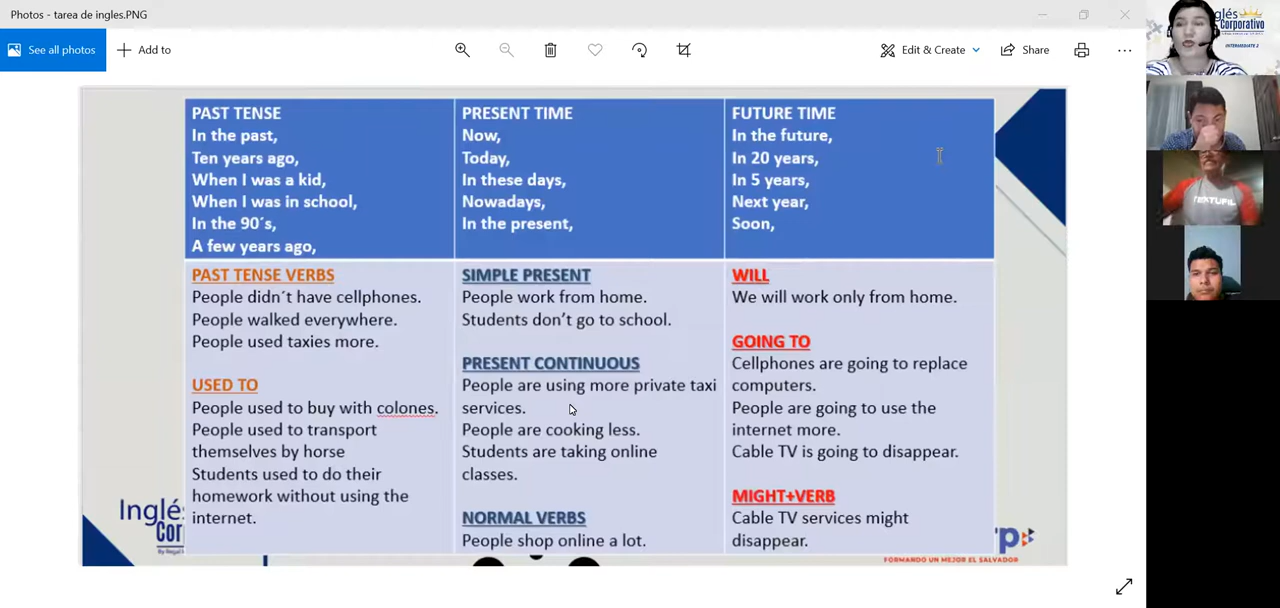 Photos - tarea de ingles.PNG
See all photos
Add to
Edit & Create
Share
PAST TENSE
In the past,
Ten years ago,
When I was a kid,
When I was in school,
In the 90´s,
A few years ago,
PRESENT TIME
Now,
Today,
In these days,
Nowadays,
In the present,
FUTURE TIME
In the future,
In 20 years,
In 5 years,
Next year,
Soon,
PAST TENSE VERBS
People didn´t have cellphones.
People walked everywhere.
People used taxies more.
USED TO
People used to buy with colones.
People used to transport
themselves by horse
Students used to do their
homework without using the
internet.
SIMPLE PRESENT
People work from home.
Students don’t go to school.
PRESENT CONTINUOUS
People are using more private taxi
services.
People are cooking less.
Students are taking online
classes.
NORMAL VERBS
People shop online a lot.
WILL
We will work only from home.
GOING TO
Cellphones are going to replace
computers.
People are going to use the
internet more.
Cable TV is going to disappear.
MIGHT+VERB
Cable TV services might
disappear.
FORMANDO UN MEJOR EL SALVADOR
Corporativo
INTERMEDIATE 2